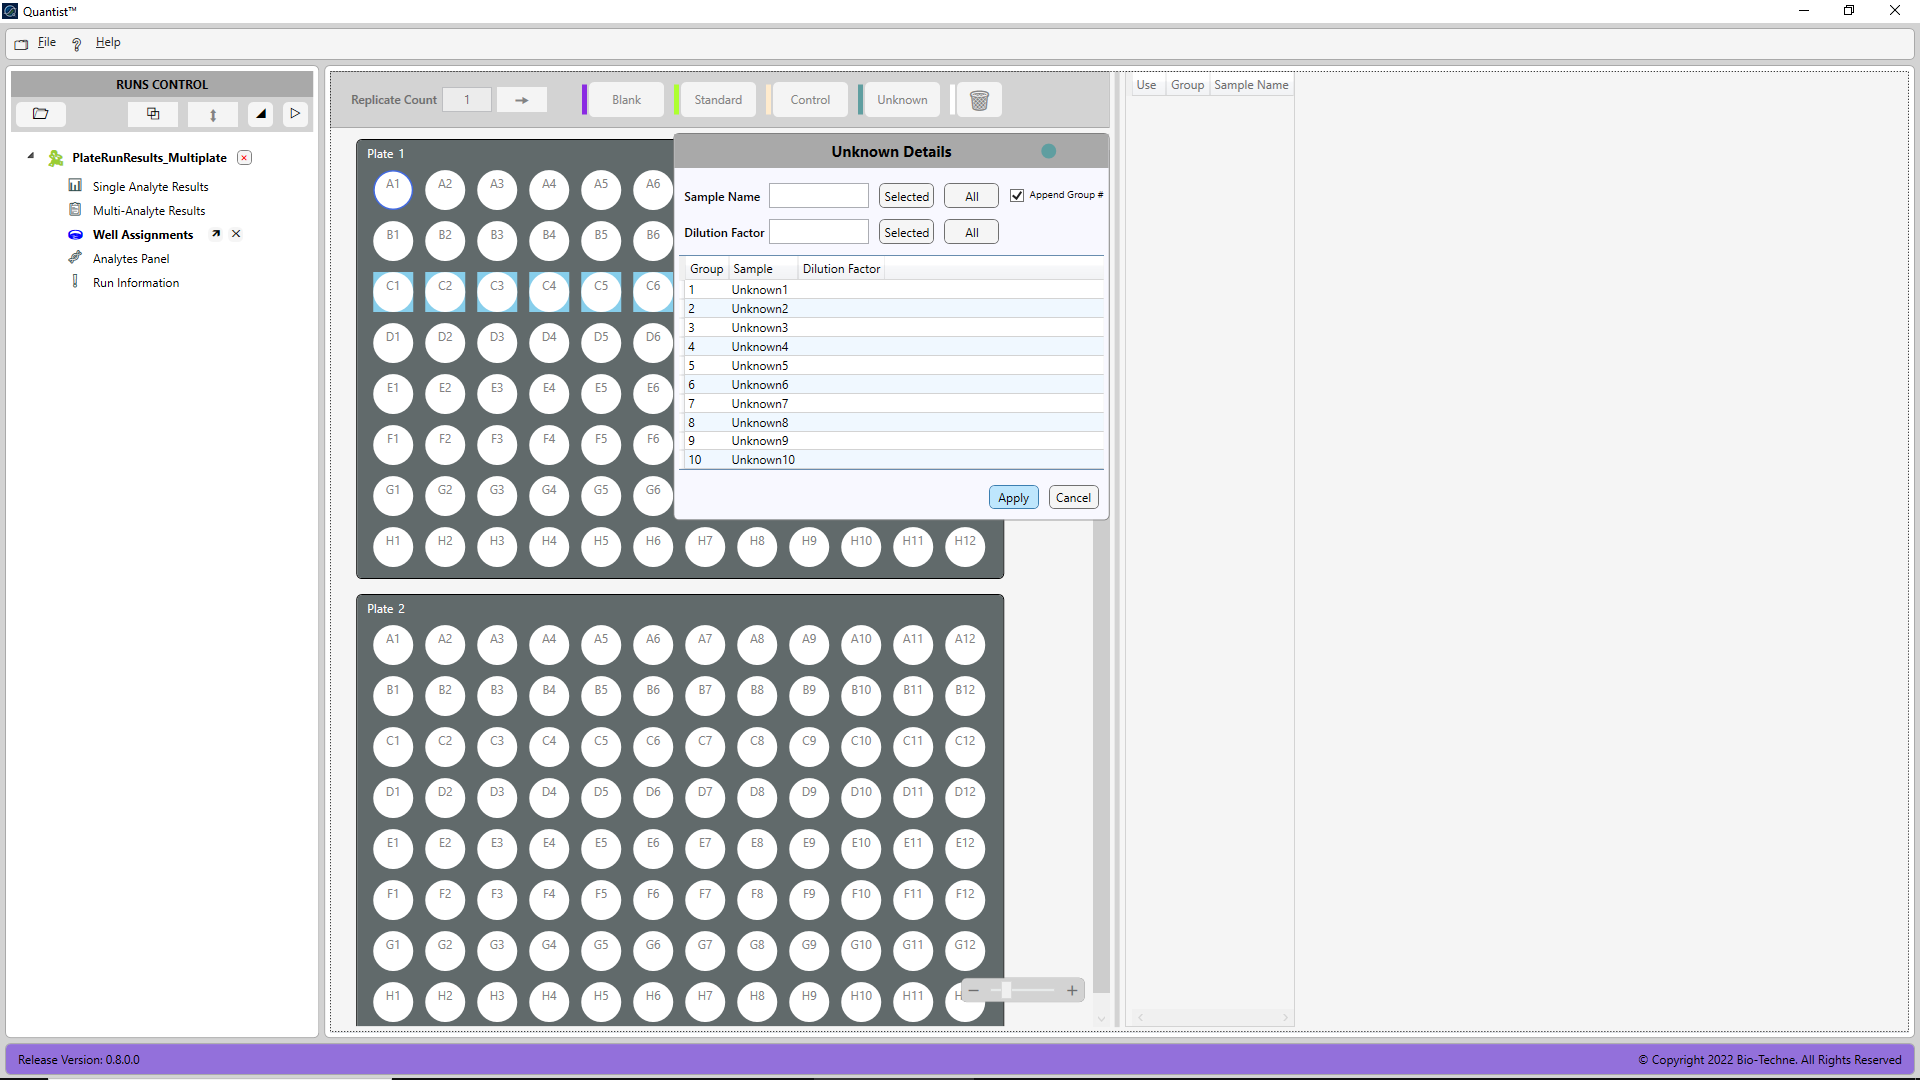 Quantist™
File ? Help
RUNS CONTROL
PlateRunResults_Multiplate
Single Analyte Results
Multi-Analyte Results
Well Assignments
Analytes Panel
Run Information
Replicate Count 1
Blank Standard Control Unknown
Plate 1
A1 A2 A3 A4 A5 A6
B1 B2 B3 B4 B5 B6
C1 C2 C3 C4 C5 C6
D1 D2 D3 D4 D5 D6
E1 E2 E3 E4 E5 E6
F1 F2 F3 F4 F5 F6
G1 G2 G3 G4 G5 G6
H1 H2 H3 H4 H5 H6 H7 H8 H9 H10 H11 H12
Unknown Details
Sample Name Selected All Append Group #
Dilution Factor Selected All
Group Sample Dilution Factor
1 Unknown1
2 Unknown2
3 Unknown3
4 Unknown4
5 Unknown5
6 Unknown6
7 Unknown7
8 Unknown8
9 Unknown9
10 Unknown10
Apply Cancel
Plate 2
A1 A2 A3 A4 A5 A6 A7 A8 A9 A10 A11 A12
B1 B2 B3 B4 B5 B6 B7 B8 B9 B10 B11 B12
C1 C2 C3 C4 C5 C6 C7 C8 C9 C10 C11 C12
D1 D2 D3 D4 D5 D6 D7 D8 D9 D10 D11 D12
E1 E2 E3 E4 E5 E6 E7 E8 E9 E10 E11 E12
F1 F2 F3 F4 F5 F6 F7 F8 F9 F10 F11 F12
G1 G2 G3 G4 G5 G6 G7 G8 G9 G10 G11 G12
H1 H2 H3 H4 H5 H6 H7 H8 H9 H10 H11 H
Use Group Sample Name
Release Version: 0.8.0.0
© Copyright 2022 Bio-Techne. All Rights Reserved